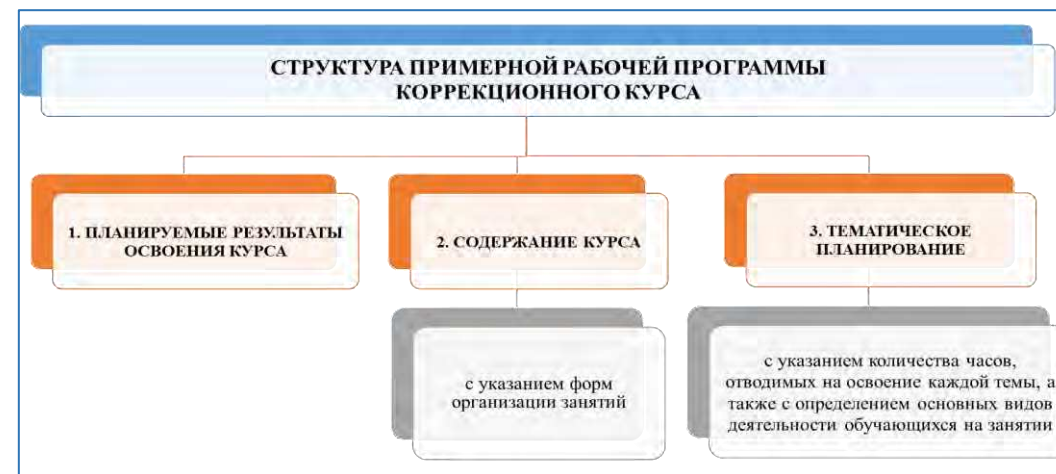 СТРУКТУРА ПРИМЕРНОЙ РАБОЧЕЙ ПРОГРАММЫ
КОРРЕКЦИОННОГО КУРСА
1. ПЛАНИРУЕМЫЕ РЕЗУЛЬТАТЫ
ОСВОЕНИЯ КУРСА
2. СОДЕРЖАНИЕ КУРСА
3. ТЕМАТИЧЕСКОЕ
ПЛАНИРОВАНИЕ
с указанием форм
организации занятий
с указанием количества часов,
отводимых на освоение каждой темы, а
также с определением основных видов
деятельности обучающихся на занятии